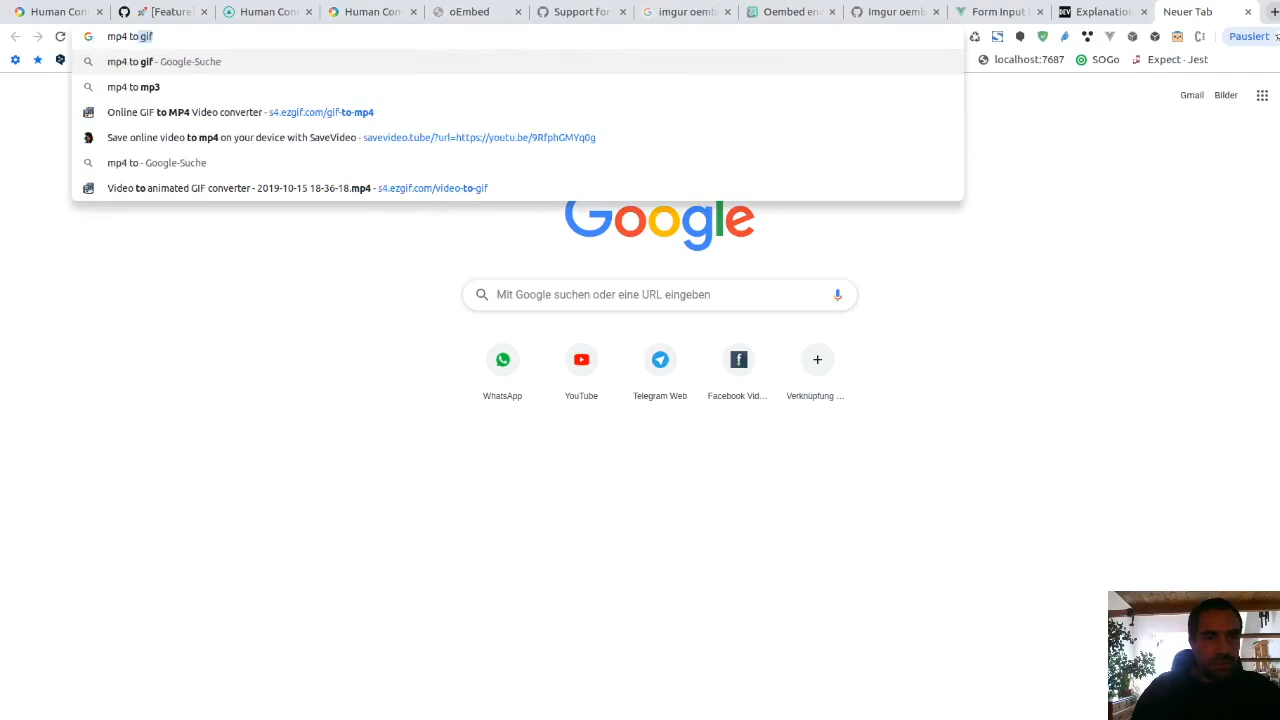 Human Con
[Feature]
Human Con
Human Con
oEmbed
Support for
imgur oemb
Oembed enc
Imgur oemb
Form Input
Explanation
Neuer Tab
mp4 to gif
Pausiert
mp4 to gif - Google-Suche
localhost:7687
SOGo
Expect · Jest
mp4 to mp3
Gmail
Bilder
Online GIF to MP4 Video converter - s4.ezgif.com/gif-to-mp4
Save online video to mp4 on your device with SaveVideo - savevideo.tube/?url=https://youtu.be/9RfphGMYq0g
mp4 to - Google-Suche
Video to animated GIF converter - 2019-10-15 18-36-18.mp4 - s4.ezgif.com/video-to-gif
Google
Mit Google suchen oder eine URL eingeben
WhatsApp
YouTube
Telegram Web
Facebook Vid...
Verknüpfung ...